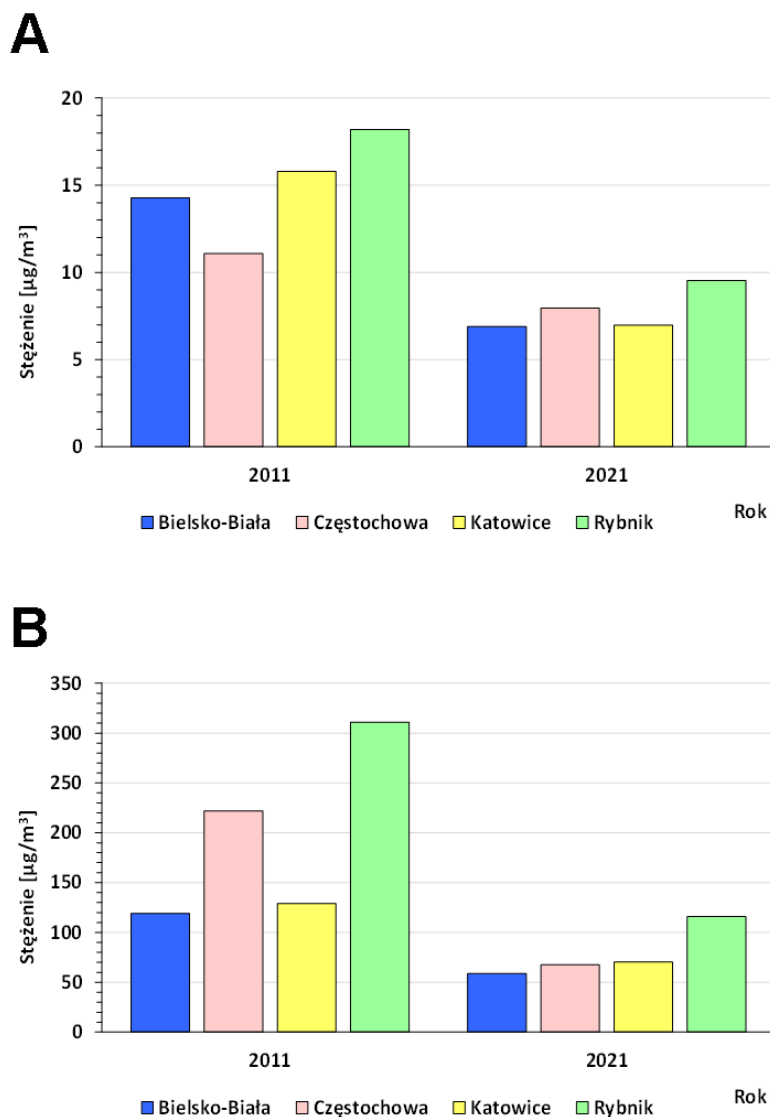 A
20
15
10
5
0
Stężenie [µg/m³]
2011 2021
Rok
Bielsko-Biała Częstochowa Katowice Rybnik
B
350
300
250
200
150
100
50
0
Stężenie [µg/m³]
2011 2021
Rok
Bielsko-Biała Częstochowa Katowice Rybnik